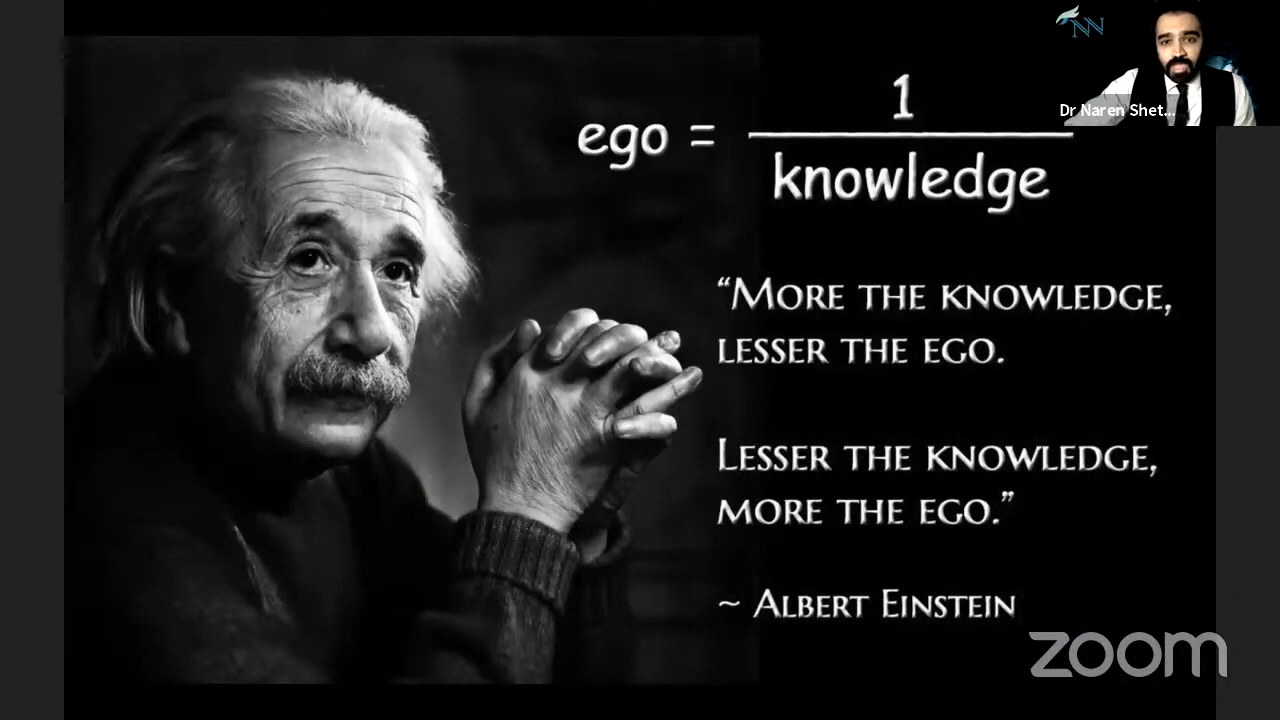 NN
Dr Naren Shet...
1
ego =
knowledge
“More the knowledge,
lesser the ego.
Lesser the knowledge,
more the ego.”
~ Albert Einstein
zoom